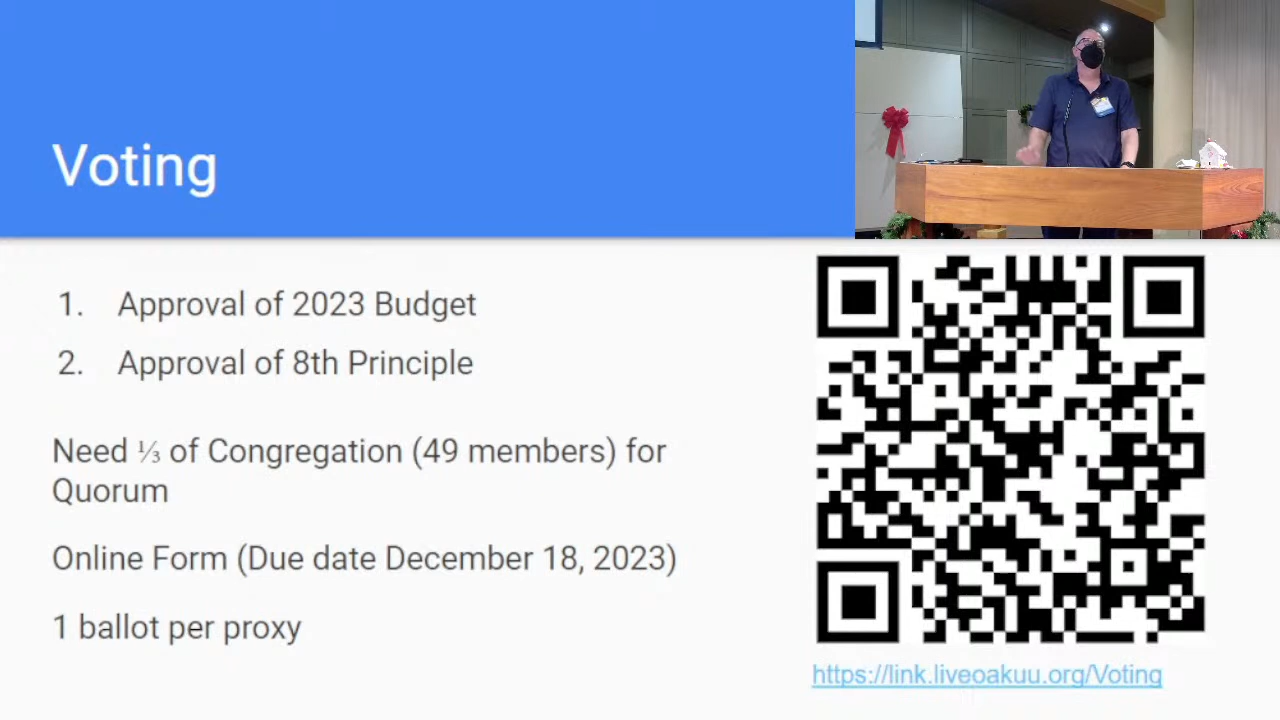 Voting
1. Approval of 2023 Budget
2. Approval of 8th Principle
Need ⅓ of Congregation (49 members) for
Quorum
Online Form (Due date December 18, 2023)
1 ballot per proxy
https://link.liveoakuu.org/Voting